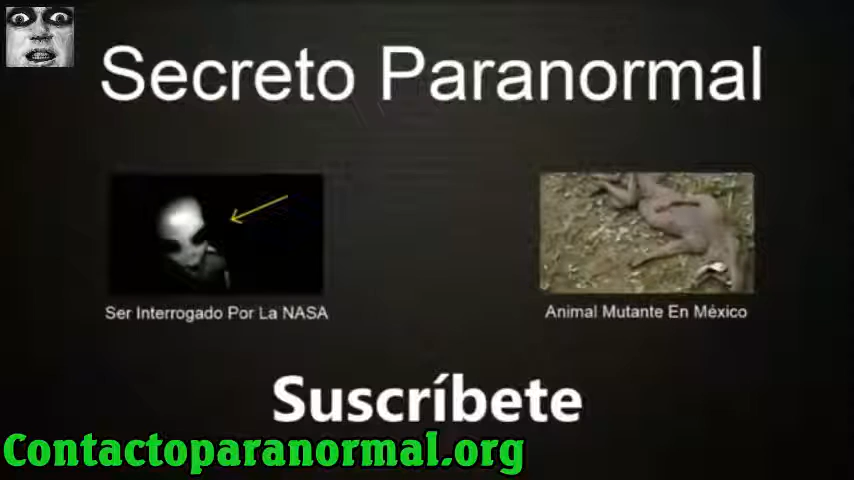 Secreto Paranormal
Ser Interrogado Por La NASA
Animal Mutante En México
Suscríbete
Contactoparanormal.org